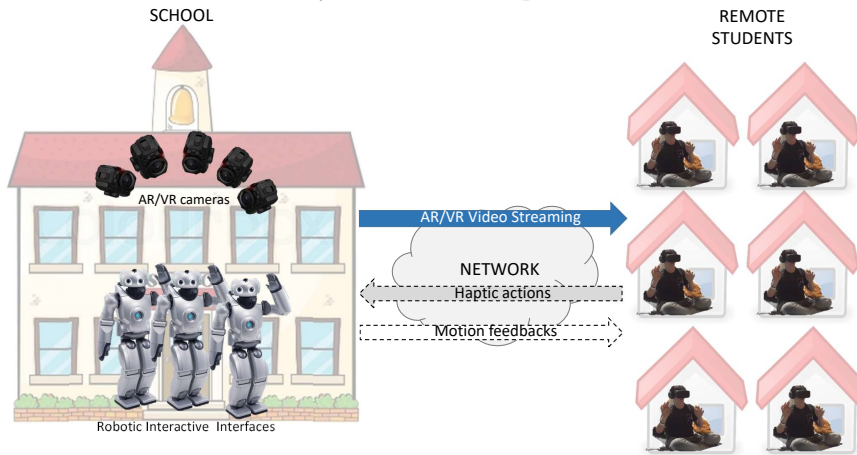 SCHOOL
REMOTE
STUDENTS
AR/VR cameras
AR/VR Video Streaming
NETWORK
Haptic actions
Motion feedbacks
Robotic Interactive Interfaces